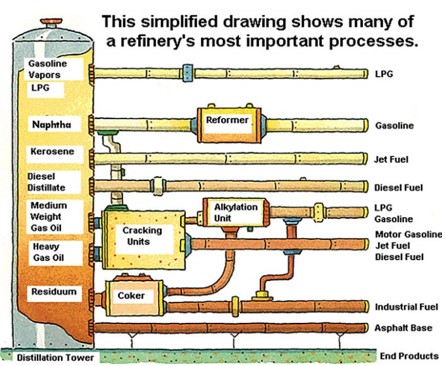 This simplified drawing shows many of
a refinery's most important processes.
Gasoline
Vapors
LPG
LPG
Naphtha
Reformer
Gasoline
Kerosene
Jet Fuel
Diesel
Distillate
Diesel Fuel
Medium
Weight
Gas Oil
Alkylation
Unit
LPG
Gasoline
Cracking
Units
Heavy
Gas Oil
Motor Gasoline
Jet Fuel
Diesel Fuel
Residuum
Coker
Industrial Fuel
Asphalt Base
Distillation Tower
End Products